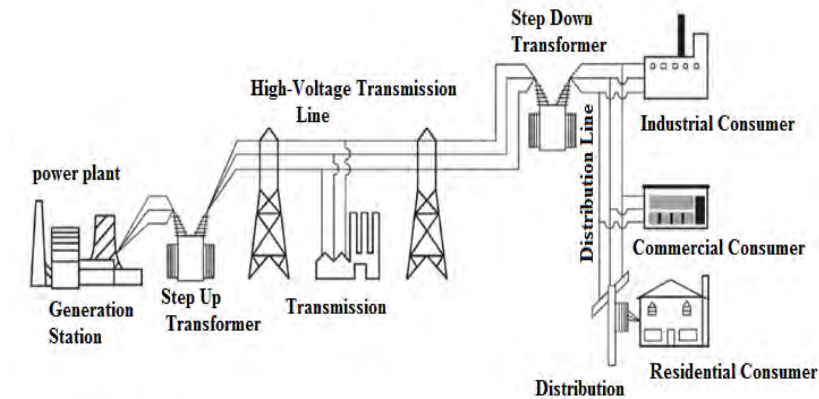 Step Down
Transformer
High-Voltage Transmission
Line
Industrial Consumer
power plant
Distribution Line
Commercial Consumer
Generation
Station
Step Up
Transformer
Transmission
Distribution
Residential Consumer